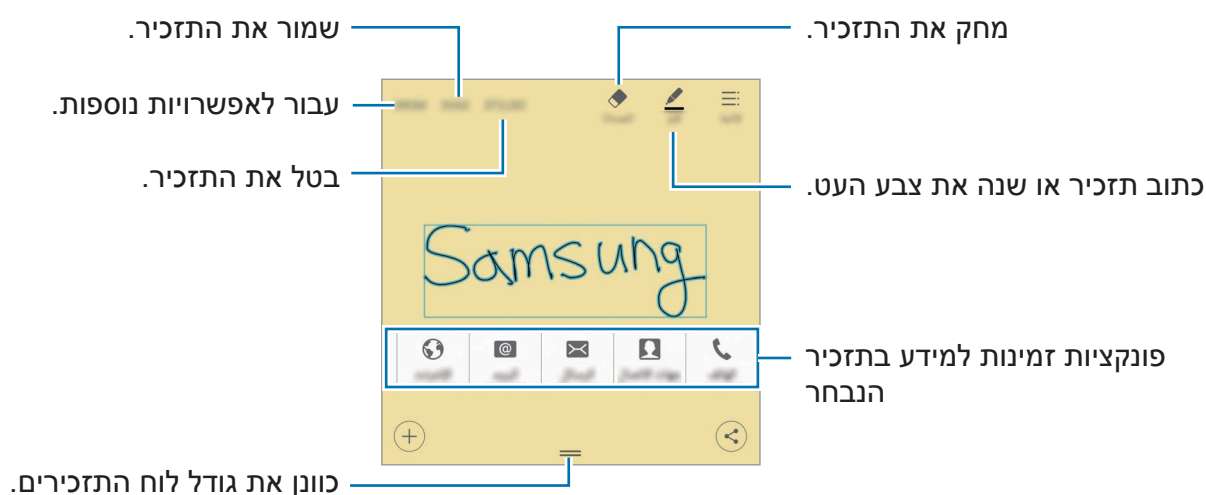 שמור את התזכיר.
מחק את התזכיר.
עבור לאפשרויות נוספות.
בטל את התזכיר.
כתוב תזכיר או שנה את צבע העט.
Samsung
פונקציות זמינות למידע בתזכיר
הנבחר
כוונן את גודל לוח התזכירים.